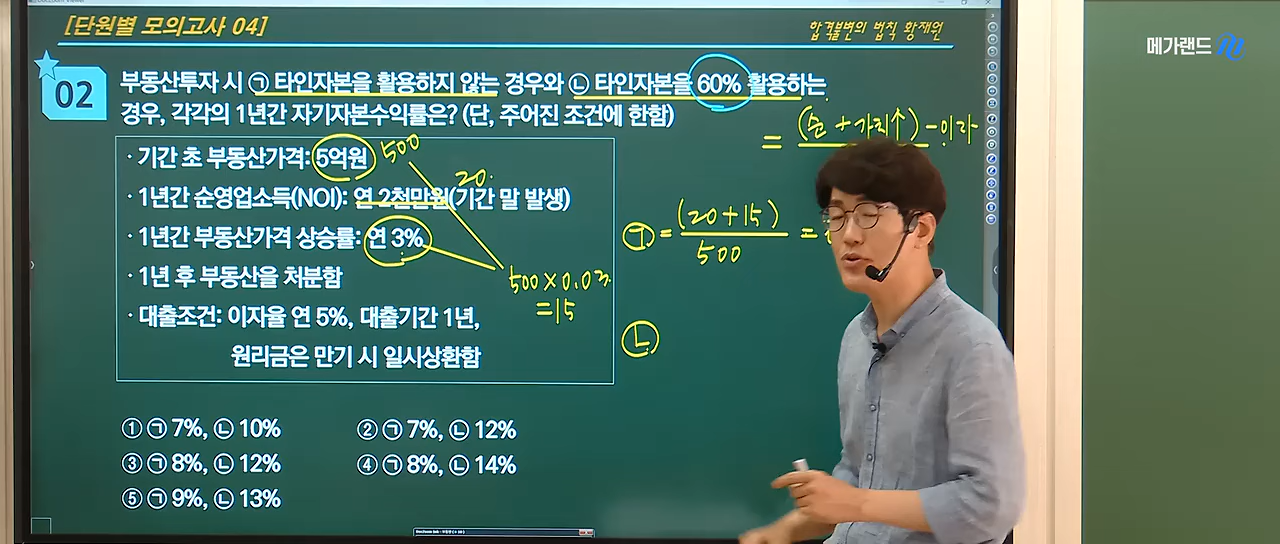 [단원별 모의고사 04]
합격불변의 법칙 황재원
메가랜드
02
부동산투자 시 ㉠ 타인자본을 활용하지 않는 경우와 ㉡ 타인자본을 60% 활용하는
경우, 각각의 1년간 자기자본수익률은? (단, 주어진 조건에 한함)
= (순 + 가치↑) - 이자
· 기간 초 부동산가격: 5억원 500
20
· 1년간 순영업소득(NOI): 연 2천만원(기간 말 발생)
㉠ = (20+15) =
500
· 1년간 부동산가격 상승률: 연 3%
· 1년 후 부동산을 처분함
500×0.03
=15
· 대출조건: 이자율 연 5%, 대출기간 1년,
㉡
원리금은 만기 시 일시상환함
① ㉠ 7%, ㉡ 10%
② ㉠ 7%, ㉡ 12%
③ ㉠ 8%, ㉡ 12%
④ ㉠ 8%, ㉡ 14%
⑤ ㉠ 9%, ㉡ 13%